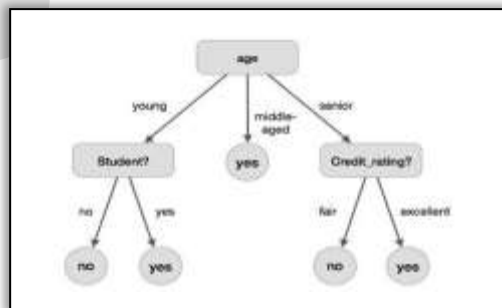 age
young
middle-
aged
senior
Student?
yes
Credit_rating?
no
yes
fair
excellent
no
yes
no
yes